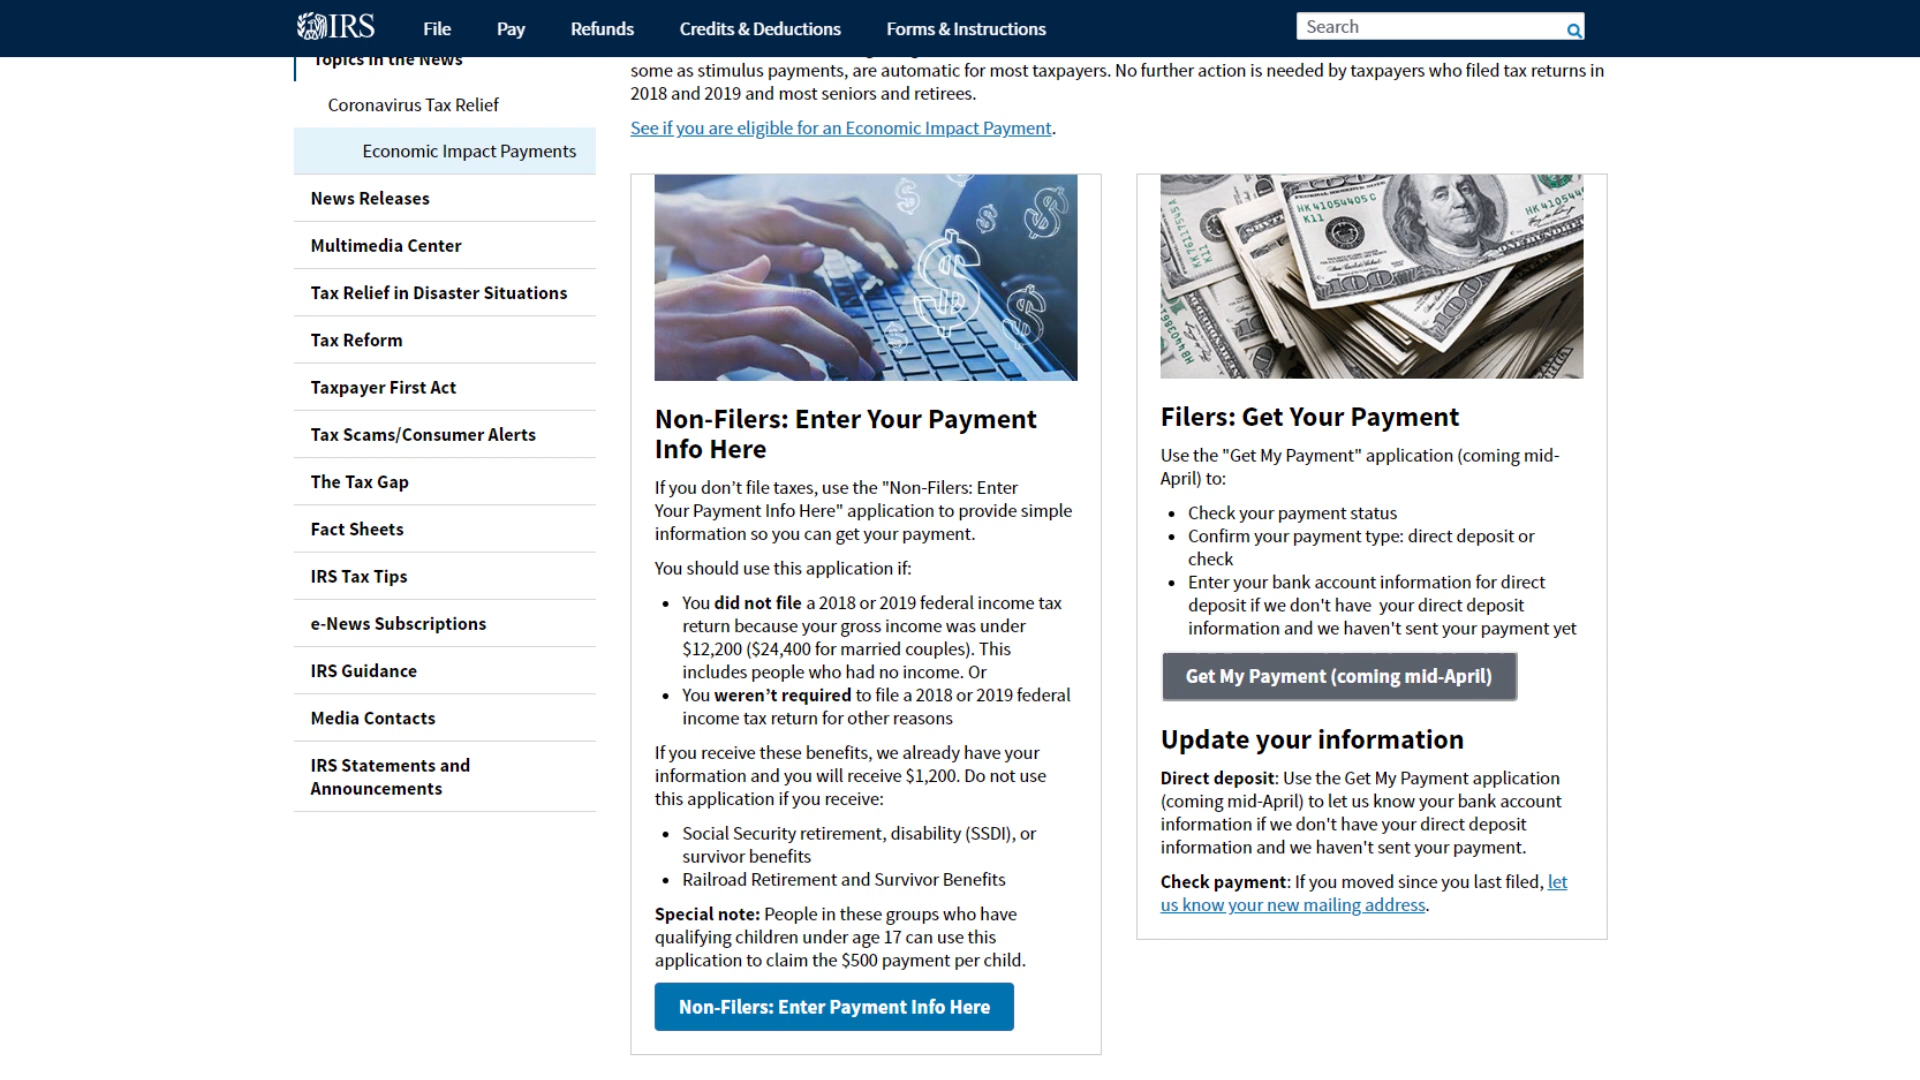 IRS
File
Pay
Refunds
Credits & Deductions
Forms & Instructions
Search
Topics in the News
Coronavirus Tax Relief
Economic Impact Payments
News Releases
Multimedia Center
Tax Relief in Disaster Situations
Tax Reform
Taxpayer First Act
Tax Scams/Consumer Alerts
The Tax Gap
Fact Sheets
IRS Tax Tips
e-News Subscriptions
IRS Guidance
Media Contacts
IRS Statements and
Announcements
some as stimulus payments, are automatic for most taxpayers. No further action is needed by taxpayers who filed tax returns in
2018 and 2019 and most seniors and retirees.
See if you are eligible for an Economic Impact Payment.
Non-Filers: Enter Your Payment
Info Here
If you don’t file taxes, use the "Non-Filers: Enter
Your Payment Info Here" application to provide simple
information so you can get your payment.
You should use this application if:
• You did not file a 2018 or 2019 federal income tax
return because your gross income was under
$12,200 ($24,400 for married couples). This
includes people who had no income. Or
• You weren’t required to file a 2018 or 2019 federal
income tax return for other reasons
If you receive these benefits, we already have your
information and you will receive $1,200. Do not use
this application if you receive:
• Social Security retirement, disability (SSDI), or
survivor benefits
• Railroad Retirement and Survivor Benefits
Special note: People in these groups who have
qualifying children under age 17 can use this
application to claim the $500 payment per child.
Non-Filers: Enter Payment Info Here
HK 41054405 C
K11
100
100
Filers: Get Your Payment
Use the "Get My Payment" application (coming mid-
April) to:
• Check your payment status
• Confirm your payment type: direct deposit or
check
• Enter your bank account information for direct
deposit if we don't have your direct deposit
information and we haven't sent your payment yet
Get My Payment (coming mid-April)
Update your information
Direct deposit: Use the Get My Payment application
(coming mid-April) to let us know your bank account
information if we don't have your direct deposit
information and we haven't sent your payment.
Check payment: If you moved since you last filed, let
us know your new mailing address.